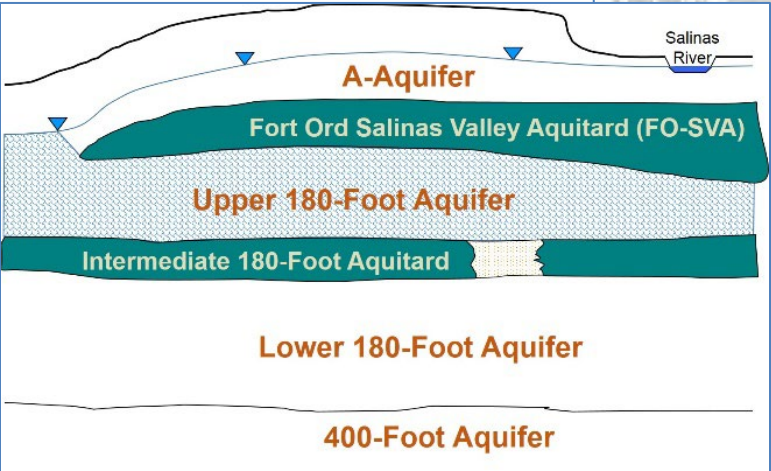 Salinas
River
A-Aquifer
Fort Ord Salinas Valley Aquitard (FO-SVA)
Upper 180-Foot Aquifer
Intermediate 180-Foot Aquitard
Lower 180-Foot Aquifer
400-Foot Aquifer